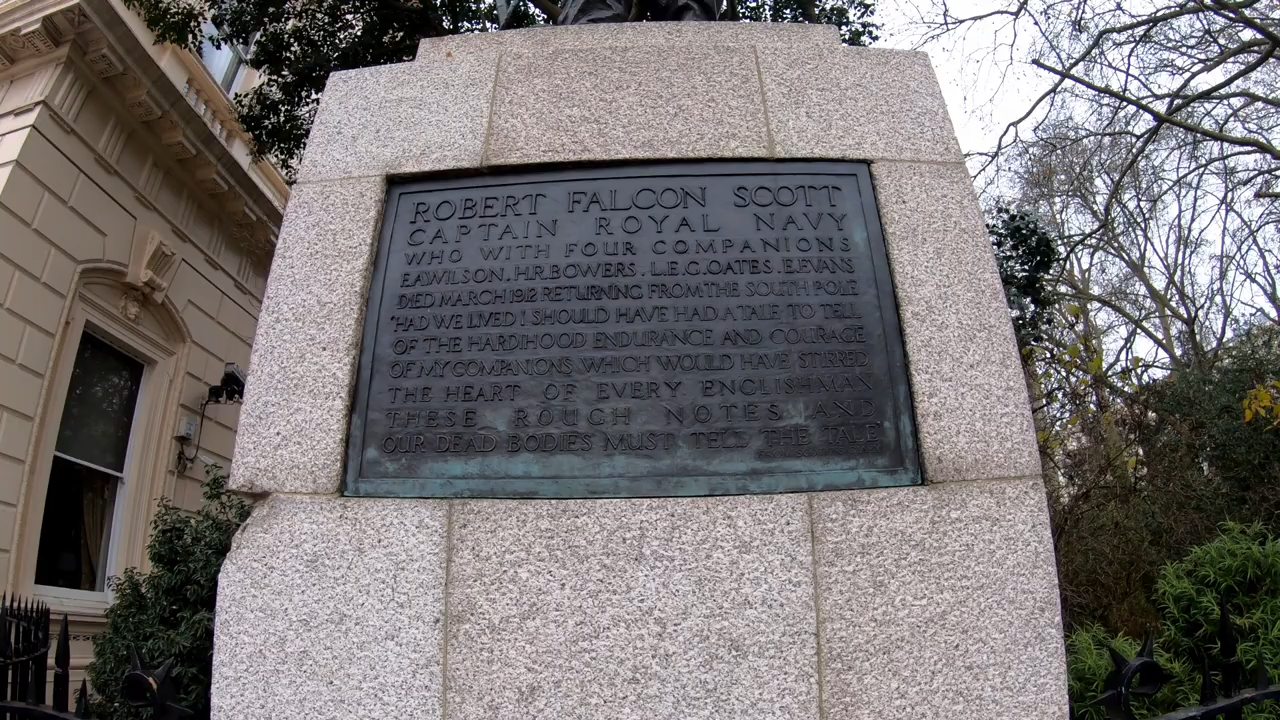 ROBERT FALCON SCOTT
CAPTAIN ROYAL NAVY
WHO WITH FOUR COMPANIONS
E.A.WILSON . H.R.BOWERS . L.E.G.OATES . E.EVANS
DIED MARCH 1912 RETURNING FROM THE SOUTH POLE
"HAD WE LIVED I SHOULD HAVE HAD A TALE TO TELL
OF THE HARDIHOOD ENDURANCE AND COURAGE
OF MY COMPANIONS WHICH WOULD HAVE STIRRED
THE HEART OF EVERY ENGLISHMAN
THESE ROUGH NOTES AND
OUR DEAD BODIES MUST TELL THE TALE